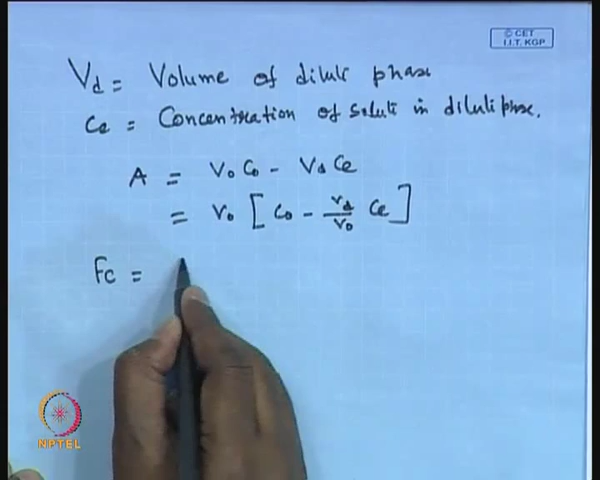 © CET
I.I.T. KGP
Vd = Volume of dilute phase
Ce = Concentration of solute in dilute phase.
A = V0 C0 - Vd Ce
= V0 [ C0 - Vd/V0 Ce ]
Fc =
NPTEL